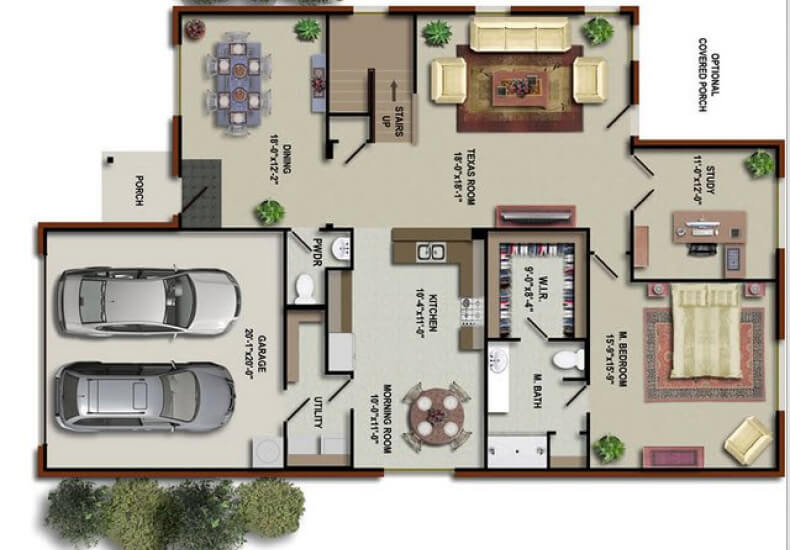 OPTIONAL
COVERED PORCH
STAIRS
UP
DINING
18'-0"x12'-2"
TEXAS ROOM
18'-0"x18'-1"
STUDY
11'-0"x12'-0"
PORCH
PWDR
W.I.R.
9'-0"x8'-4"
KITCHEN
10'-4"x11'-0"
M. BEDROOM
15'-9"x15'-9"
GARAGE
20'-1"x20'-0"
M. BATH
MORNING ROOM
10'-0"x11'-0"
UTILITY